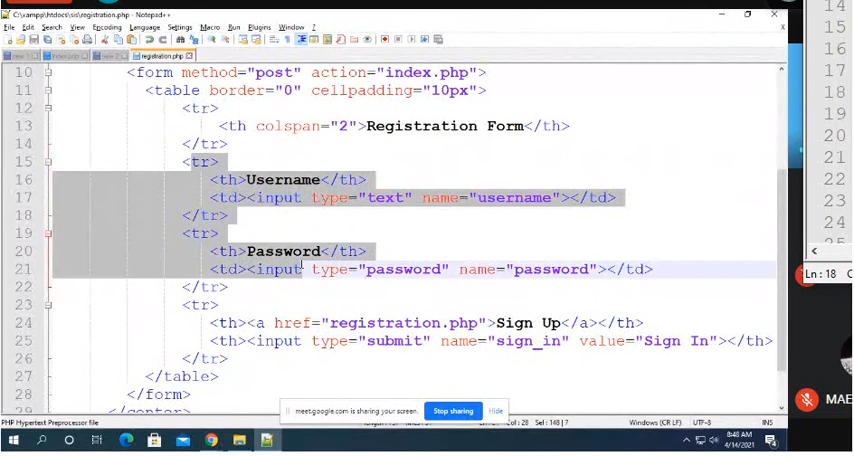 C:\xampp\htdocs\sis\registration.php - Notepad++
File Edit Search View Encoding Language Settings Macro Run Plugins Window ?
registration.php
10 <form method="post" action="index.php">
11 <table border="0" cellpadding="10px">
12 <tr>
13 <th colspan="2">Registration Form</th>
14 </tr>
15 <tr>
16 <th>Username</th>
17 <td><input type="text" name="username"></td>
18 </tr>
19 <tr>
20 <th>Password</th>
21 <td><input type="password" name="password"></td>
22 </tr>
23 <tr>
24 <th><a href="registration.php">Sign Up</a></th>
25 <th><input type="submit" name="sign_in" value="Sign In"></th>
26 </tr>
27 </table>
28 </form>
</center>
meet.google.com is sharing your screen. Stop sharing Hide
PHP Hypertext Preprocessor file
Col : 28 Sel : 148 | 7 Windows (CR LF) UTF-8 INS
8:48 AM
4/14/2021
14
15
16
17
18
19
20
21
22
23
24
Ln : 18
MAE